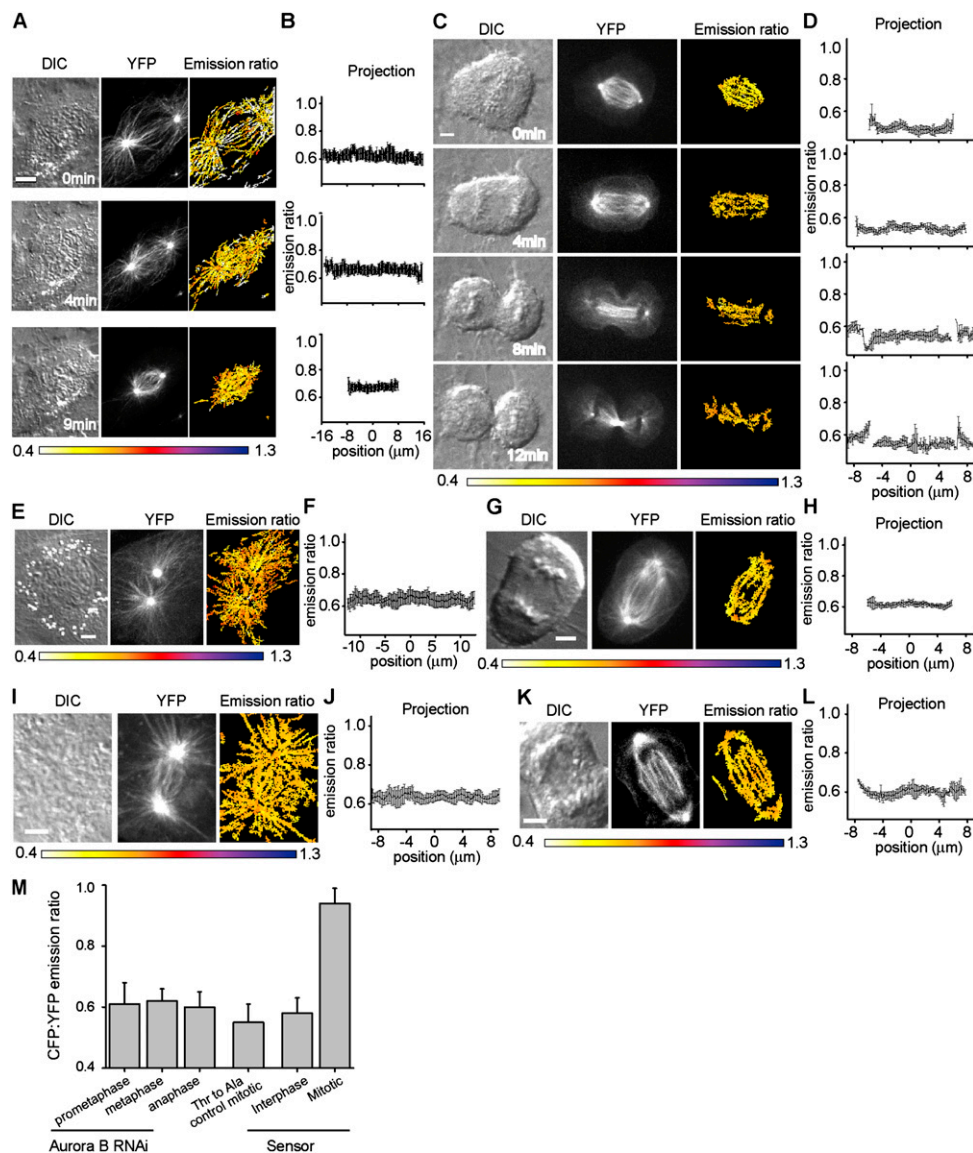 A
DIC
YFP
Emission ratio
0min
4min
9min
0.4
1.3
B
Projection
emission ratio
1.0
0.8
0.6
1.0
0.8
0.6
1.0
0.8
0.6
-16
-8
0
8
16
position (μm)
C
DIC
YFP
Emission ratio
0min
4min
8min
12min
0.4
1.3
D
Projection
1.0
0.8
0.6
1.0
0.8
0.6
1.0
0.8
0.6
1.0
0.8
0.6
-8
-4
0
4
8
position (μm)
E
DIC
YFP
Emission ratio
0.4
1.3
F
emission ratio
1.0
0.8
0.6
-10
-5
0
5
10
position (μm)
G
DIC
YFP
Emission ratio
0.4
1.3
H
Projection
emission ratio
1.0
0.8
0.6
-8
-4
0
4
8
position (μm)
I
DIC
YFP
Emission ratio
0.4
1.3
J
Projection
emission ratio
1.0
0.8
0.6
-8
-4
0
4
8
position (μm)
K
DIC
YFP
Emission ratio
0.4
1.3
L
Projection
emission ratio
1.0
0.8
0.6
-8
-4
0
4
8
position (μm)
M
CFP:YFP emission ratio
1.0
0.8
0.6
0.4
prometaphase
metaphase
anaphase
Thr to Ala
control mitotic
Interphase
Mitotic
Aurora B RNAi
Sensor